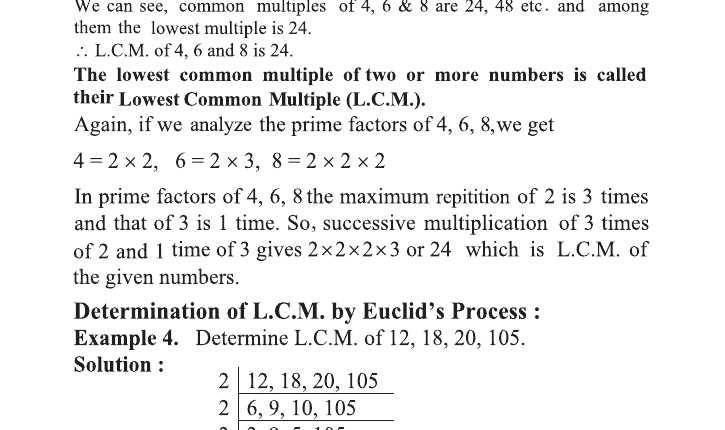 We can see, common multiples of 4, 6 & 8 are 24, 48 etc. and among
them the lowest multiple is 24.
∴ L.C.M. of 4, 6 and 8 is 24.
The lowest common multiple of two or more numbers is called
their Lowest Common Multiple (L.C.M.).
Again, if we analyze the prime factors of 4, 6, 8,we get
4 = 2 × 2, 6 = 2 × 3, 8 = 2 × 2 × 2
In prime factors of 4, 6, 8 the maximum repitition of 2 is 3 times
and that of 3 is 1 time. So, successive multiplication of 3 times
of 2 and 1 time of 3 gives 2×2×2×3 or 24 which is L.C.M. of
the given numbers.
Determination of L.C.M. by Euclid's Process :
Example 4. Determine L.C.M. of 12, 18, 20, 105.
Solution :
2 | 12, 18, 20, 105
2 | 6, 9, 10, 105